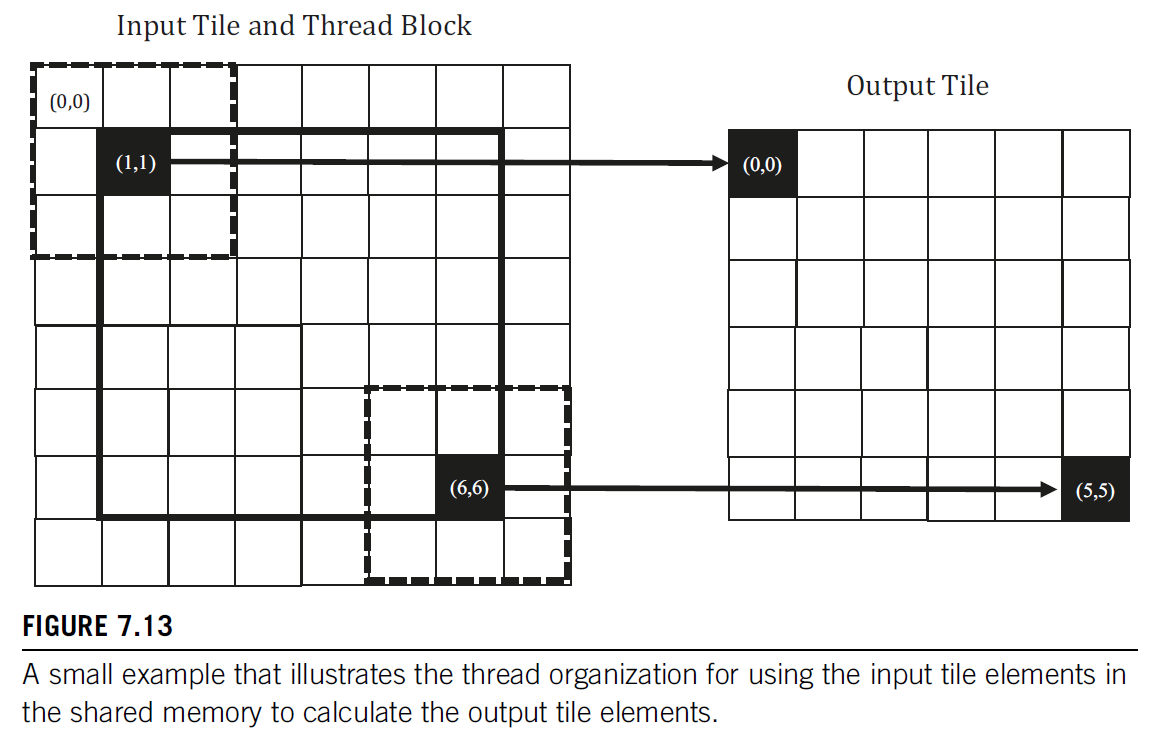 Input Tile and Thread Block
Output Tile
(0,0)
(1,1)
(0,0)
(6,6)
(5,5)
FIGURE 7.13
A small example that illustrates the thread organization for using the input tile elements in
the shared memory to calculate the output tile elements.